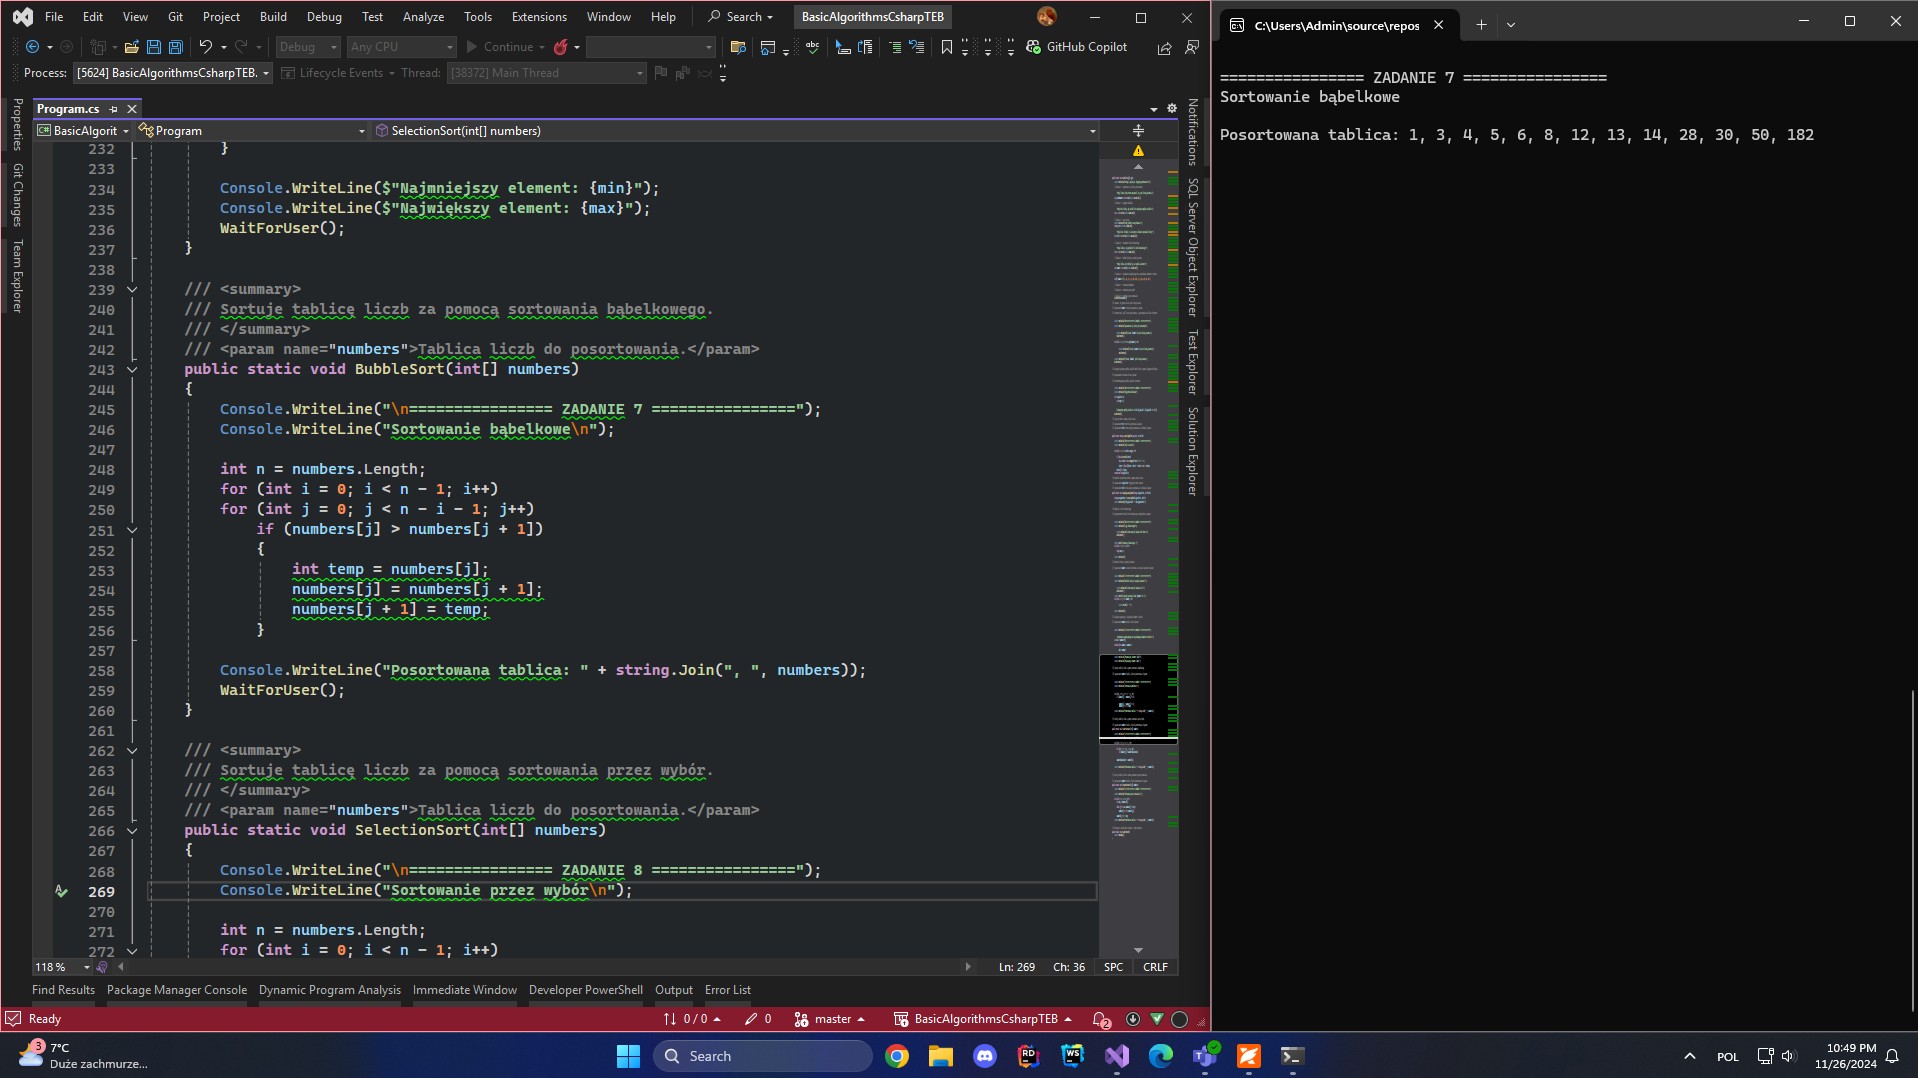 File Edit View Git Project Build Debug Test Analyze Tools Extensions Window Help Search BasicAlgorithmsCsharpTEB
Debug Any CPU Continue GitHub Copilot
Process: [5624] BasicAlgorithmsCsharpTEB. Lifecycle Events Thread: [38372] Main Thread
Program.cs
BasicAlgorit Program SelectionSort(int[] numbers)
Properties
Git Changes
Team Explorer
232 }
233
234 Console.WriteLine($"Najmniejszy element: {min}");
235 Console.WriteLine($"Największy element: {max}");
236 WaitForUser();
237 }
238
239 /// <summary>
240 /// Sortuje tablicę liczb za pomocą sortowania bąbelkowego.
241 /// </summary>
242 /// <param name="numbers">Tablica liczb do posortowania.</param>
243 public static void BubbleSort(int[] numbers)
244 {
245 Console.WriteLine("\n================ ZADANIE 7 ================");
246 Console.WriteLine("Sortowanie bąbelkowe\n");
247
248 int n = numbers.Length;
249 for (int i = 0; i < n - 1; i++)
250 for (int j = 0; j < n - i - 1; j++)
251 if (numbers[j] > numbers[j + 1])
252 {
253 int temp = numbers[j];
254 numbers[j] = numbers[j + 1];
255 numbers[j + 1] = temp;
256 }
257
258 Console.WriteLine("Posortowana tablica: " + string.Join(", ", numbers));
259 WaitForUser();
260 }
261
262 /// <summary>
263 /// Sortuje tablicę liczb za pomocą sortowania przez wybór.
264 /// </summary>
265 /// <param name="numbers">Tablica liczb do posortowania.</param>
266 public static void SelectionSort(int[] numbers)
267 {
268 Console.WriteLine("\n================ ZADANIE 8 ================");
269 Console.WriteLine("Sortowanie przez wybór\n");
270
271 int n = numbers.Length;
272 for (int i = 0; i < n - 1; i++)
Notifications
SQL Server Object Explorer
Test Explorer
Solution Explorer
118 % Ln: 269 Ch: 36 SPC CRLF
Find Results Package Manager Console Dynamic Program Analysis Immediate Window Developer PowerShell Output Error List
Ready 0 / 0 0 master BasicAlgorithmsCsharpTEB 2
C:\Users\Admin\source\repos
================ ZADANIE 7 ================
Sortowanie bąbelkowe
Posortowana tablica: 1, 3, 4, 5, 6, 8, 12, 13, 14, 28, 30, 50, 182
3 7°C
Duże zachmurze...
Search
POL
10:49 PM
11/26/2024